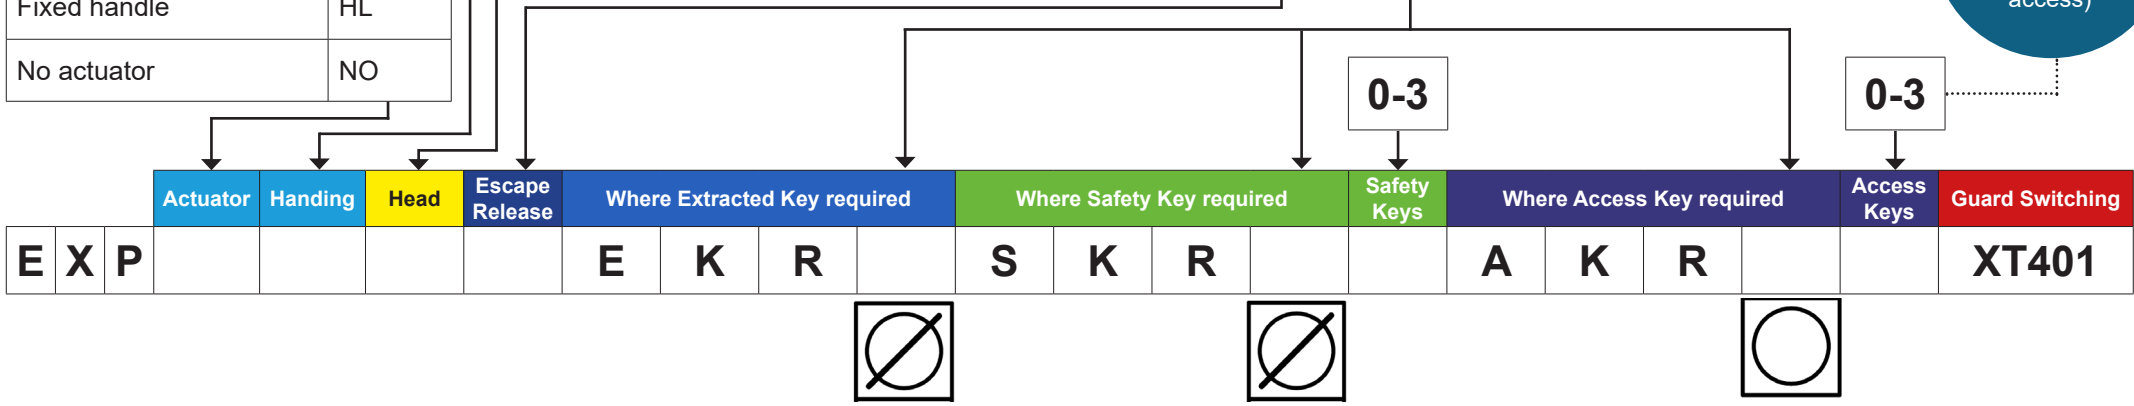 Fixed handle HL
access)
No actuator NO
0-3 0-3
Actuator Handing Head Escape Release Where Extracted Key required Where Safety Key required Safety Keys Where Access Key required Access Keys Guard Switching
E X P E K R S K R A K R XT401